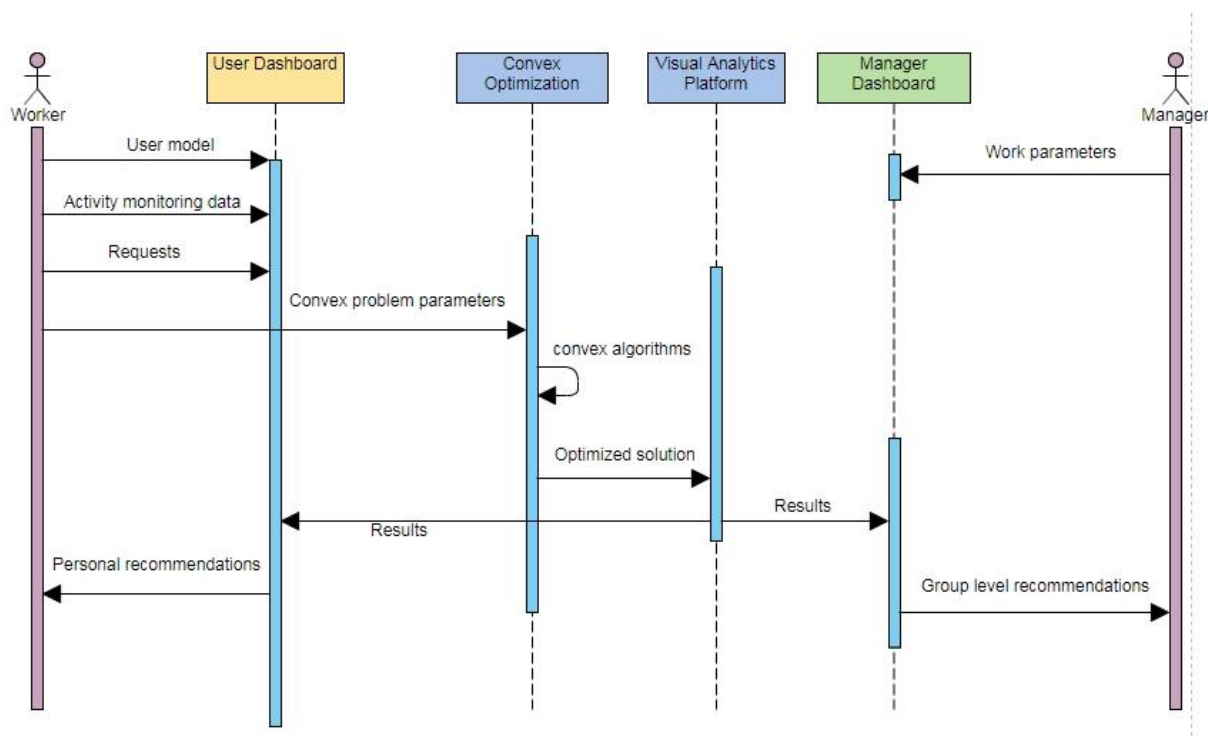 User Dashboard
Convex
Optimization
Visual Analytics
Platform
Manager
Dashboard
Worker
Manager
User model
Work parameters
Activity monitoring data
Requests
Convex problem parameters
convex algorithms
Optimized solution
Results
Results
Personal recommendations
Group level recommendations